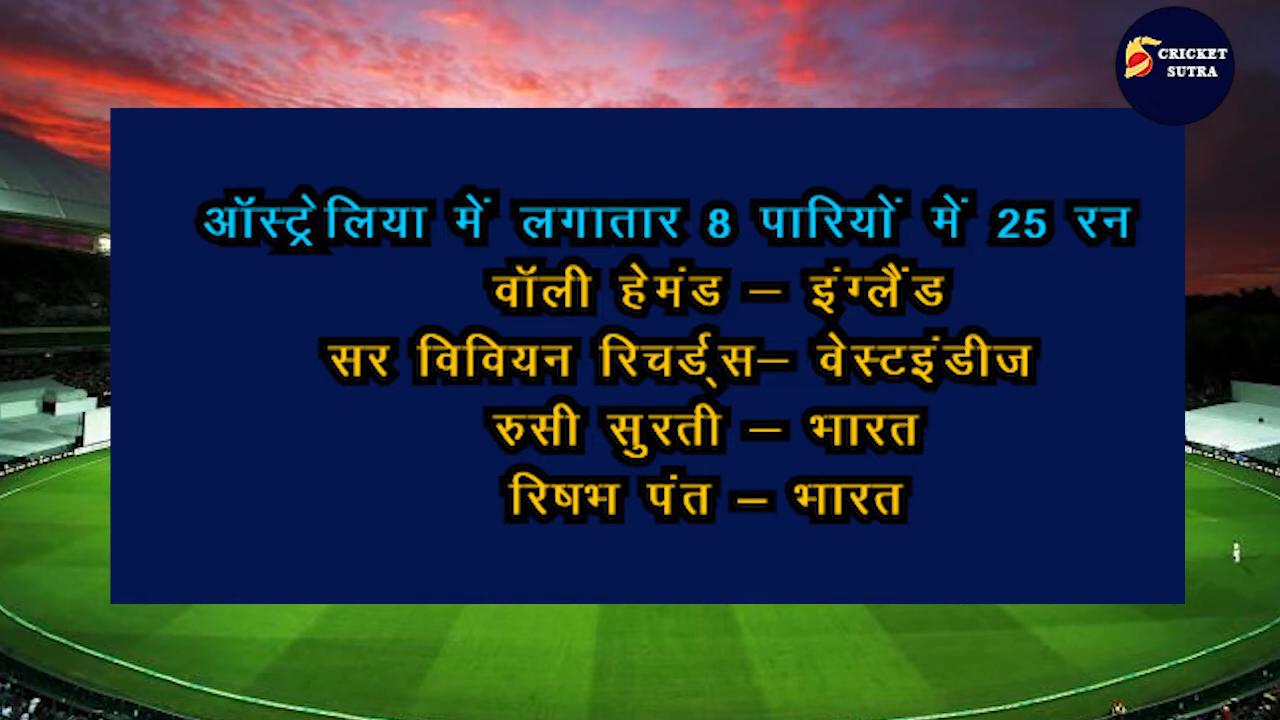 CRICKET
SUTRA
ऑस्ट्रेलिया में लगातार 8 पारियों में 25 रन
वॉली हेमंड – इंग्लैंड
सर विवियन रिचर्ड्स– वेस्टइंडीज
रुसी सुरती – भारत
रिषभ पंत – भारत